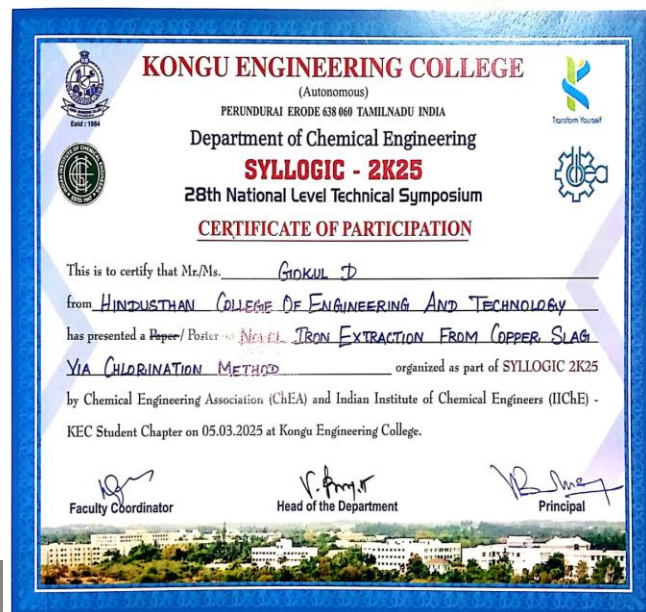 KONGU ENGINEERING COLLEGE
(Autonomous)
PERUNDURAI ERODE 638 060 TAMILNADU INDIA
Estd : 1984
Transform Yourself
Department of Chemical Engineering
SYLLOGIC - 2K25
28th National Level Technical Symposium
CERTIFICATE OF PARTICIPATION
This is to certify that Mr./Ms. GOKUL D
from HINDUSTHAN COLLEGE OF ENGINEERING AND TECHNOLOGY
has presented a Paper / Poster on NOVEL IRON EXTRACTION FROM COPPER SLAG
VIA CHLORINATION METHOD organized as part of SYLLOGIC 2K25
by Chemical Engineering Association (ChEA) and Indian Institute of Chemical Engineers (IIChE) -
KEC Student Chapter on 05.03.2025 at Kongu Engineering College.
Faculty Coordinator
Head of the Department
Principal